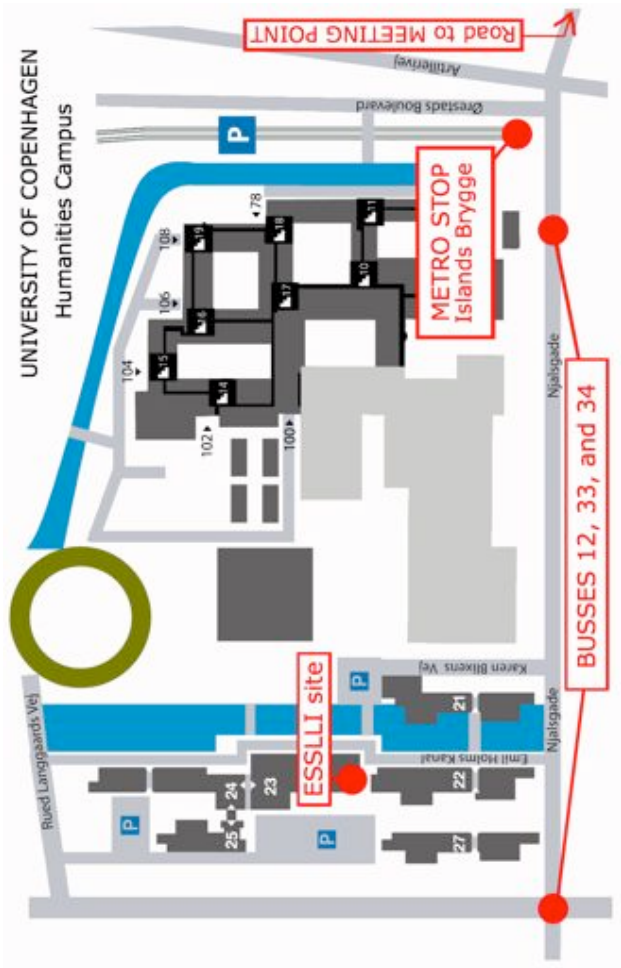 UNIVERSITY OF COPENHAGEN
Humanities Campus
Road to MEETING POINT
Artillerivej
Ørestads Boulevard
P
METRO STOP
Islands Brygge
78
108
106
104
102
100
19
18
11
10
17
16
15
14
Njalsgade
BUSSES 12, 33, and 34
ESSLLI site
P
Karen Blixens Vej
21
Njalsgade
Emil Holms Kanal
Rued Langgaards Vej
24
23
22
25
27
P
P